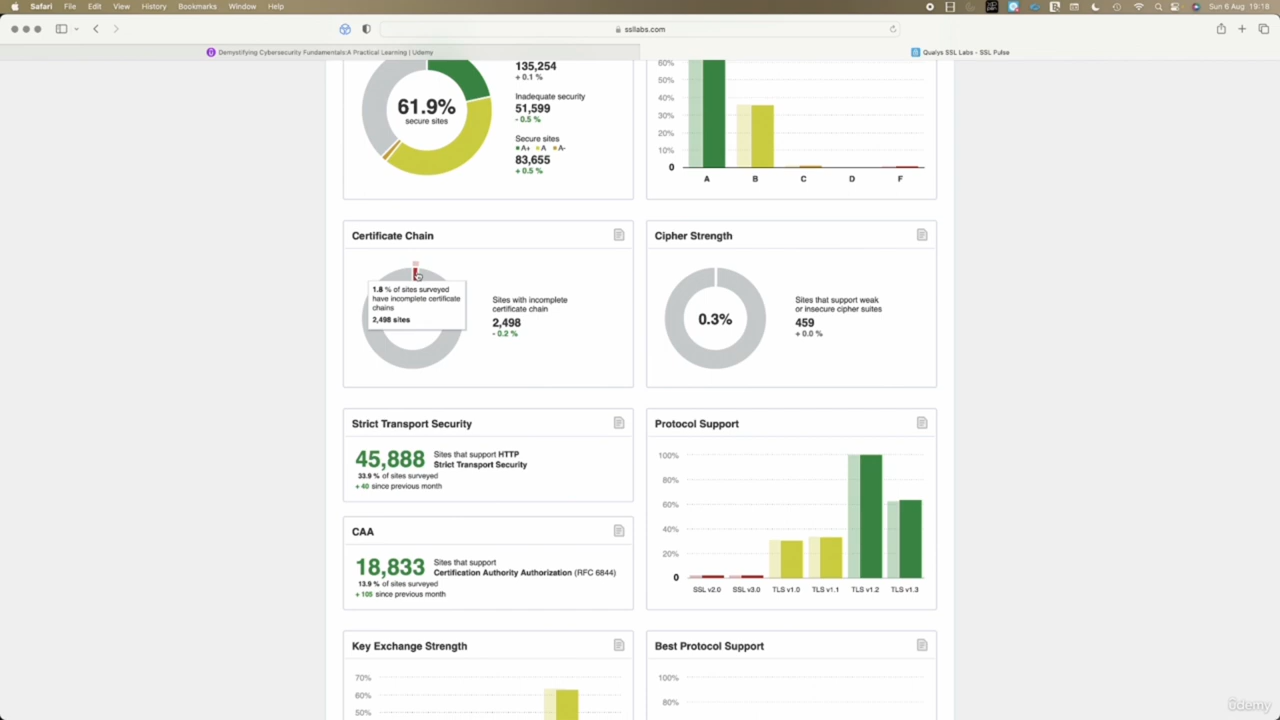 Safari File Edit View History Bookmarks Window Help
Sun 6 Aug 19:18
ssllabs.com
Demystifying Cybersecurity Fundamentals:A Practical Learning | Udemy
Qualys SSL Labs - SSL Pulse
61.9%
secure sites
135,254
+ 0.1 %
Inadequate security
51,599
- 0.5 %
Secure sites
A+ A A-
83,655
+ 0.5 %
60%
50%
40%
30%
20%
10%
0
A B C D F
Certificate Chain
1.8 % of sites surveyed
have incomplete certificate
chains
2,498 sites
Sites with incomplete
certificate chain
2,498
- 0.2 %
Cipher Strength
0.3%
Sites that support weak
or insecure cipher suites
459
+ 0.0 %
Strict Transport Security
45,888
Sites that support HTTP
Strict Transport Security
33.9 % of sites surveyed
+ 40 since previous month
CAA
18,833
Sites that support
Certification Authority Authorization (RFC 6844)
13.9 % of sites surveyed
+ 105 since previous month
Protocol Support
100%
80%
60%
40%
20%
0
SSL v2.0 SSL v3.0 TLS v1.0 TLS v1.1 TLS v1.2 TLS v1.3
Key Exchange Strength
70%
60%
50%
Best Protocol Support
100%
80%
ûdemy